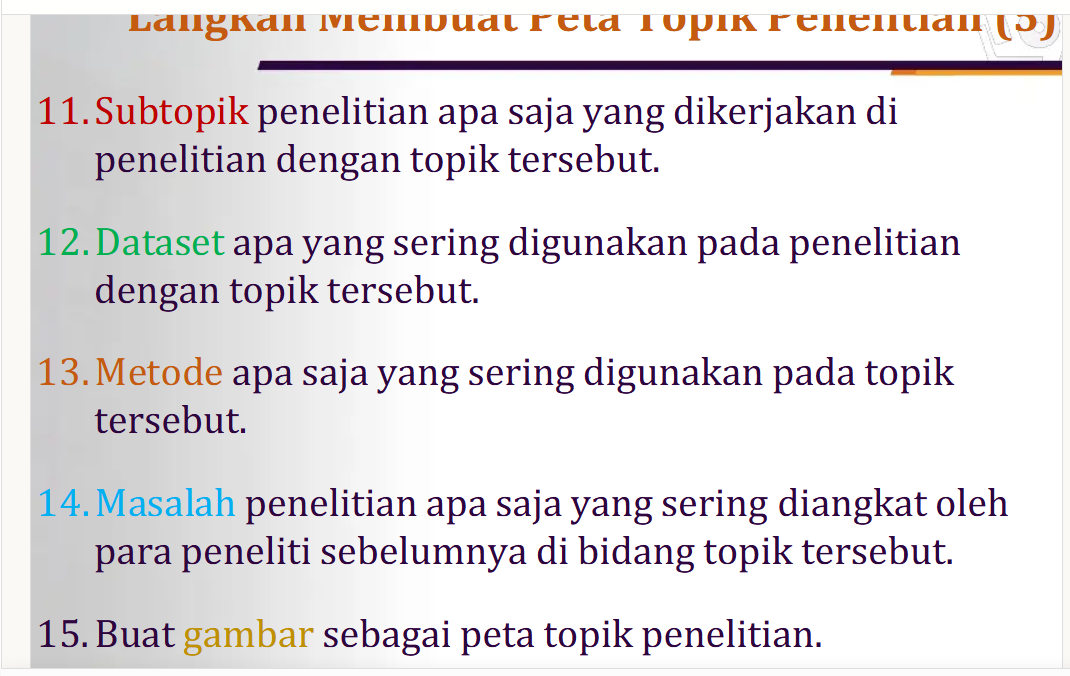 Langkah Membuat Peta Topik Penelitian (3)
11. Subtopik penelitian apa saja yang dikerjakan di
penelitian dengan topik tersebut.
12. Dataset apa yang sering digunakan pada penelitian
dengan topik tersebut.
13. Metode apa saja yang sering digunakan pada topik
tersebut.
14. Masalah penelitian apa saja yang sering diangkat oleh
para peneliti sebelumnya di bidang topik tersebut.
15. Buat gambar sebagai peta topik penelitian.